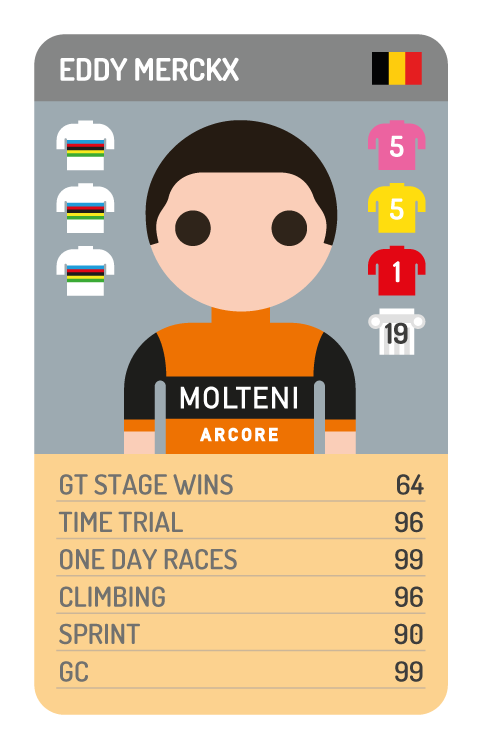 EDDY MERCKX
5
5
1
19
MOLTENI
ARCORE
GT STAGE WINS 64
TIME TRIAL 96
ONE DAY RACES 99
CLIMBING 96
SPRINT 90
GC 99